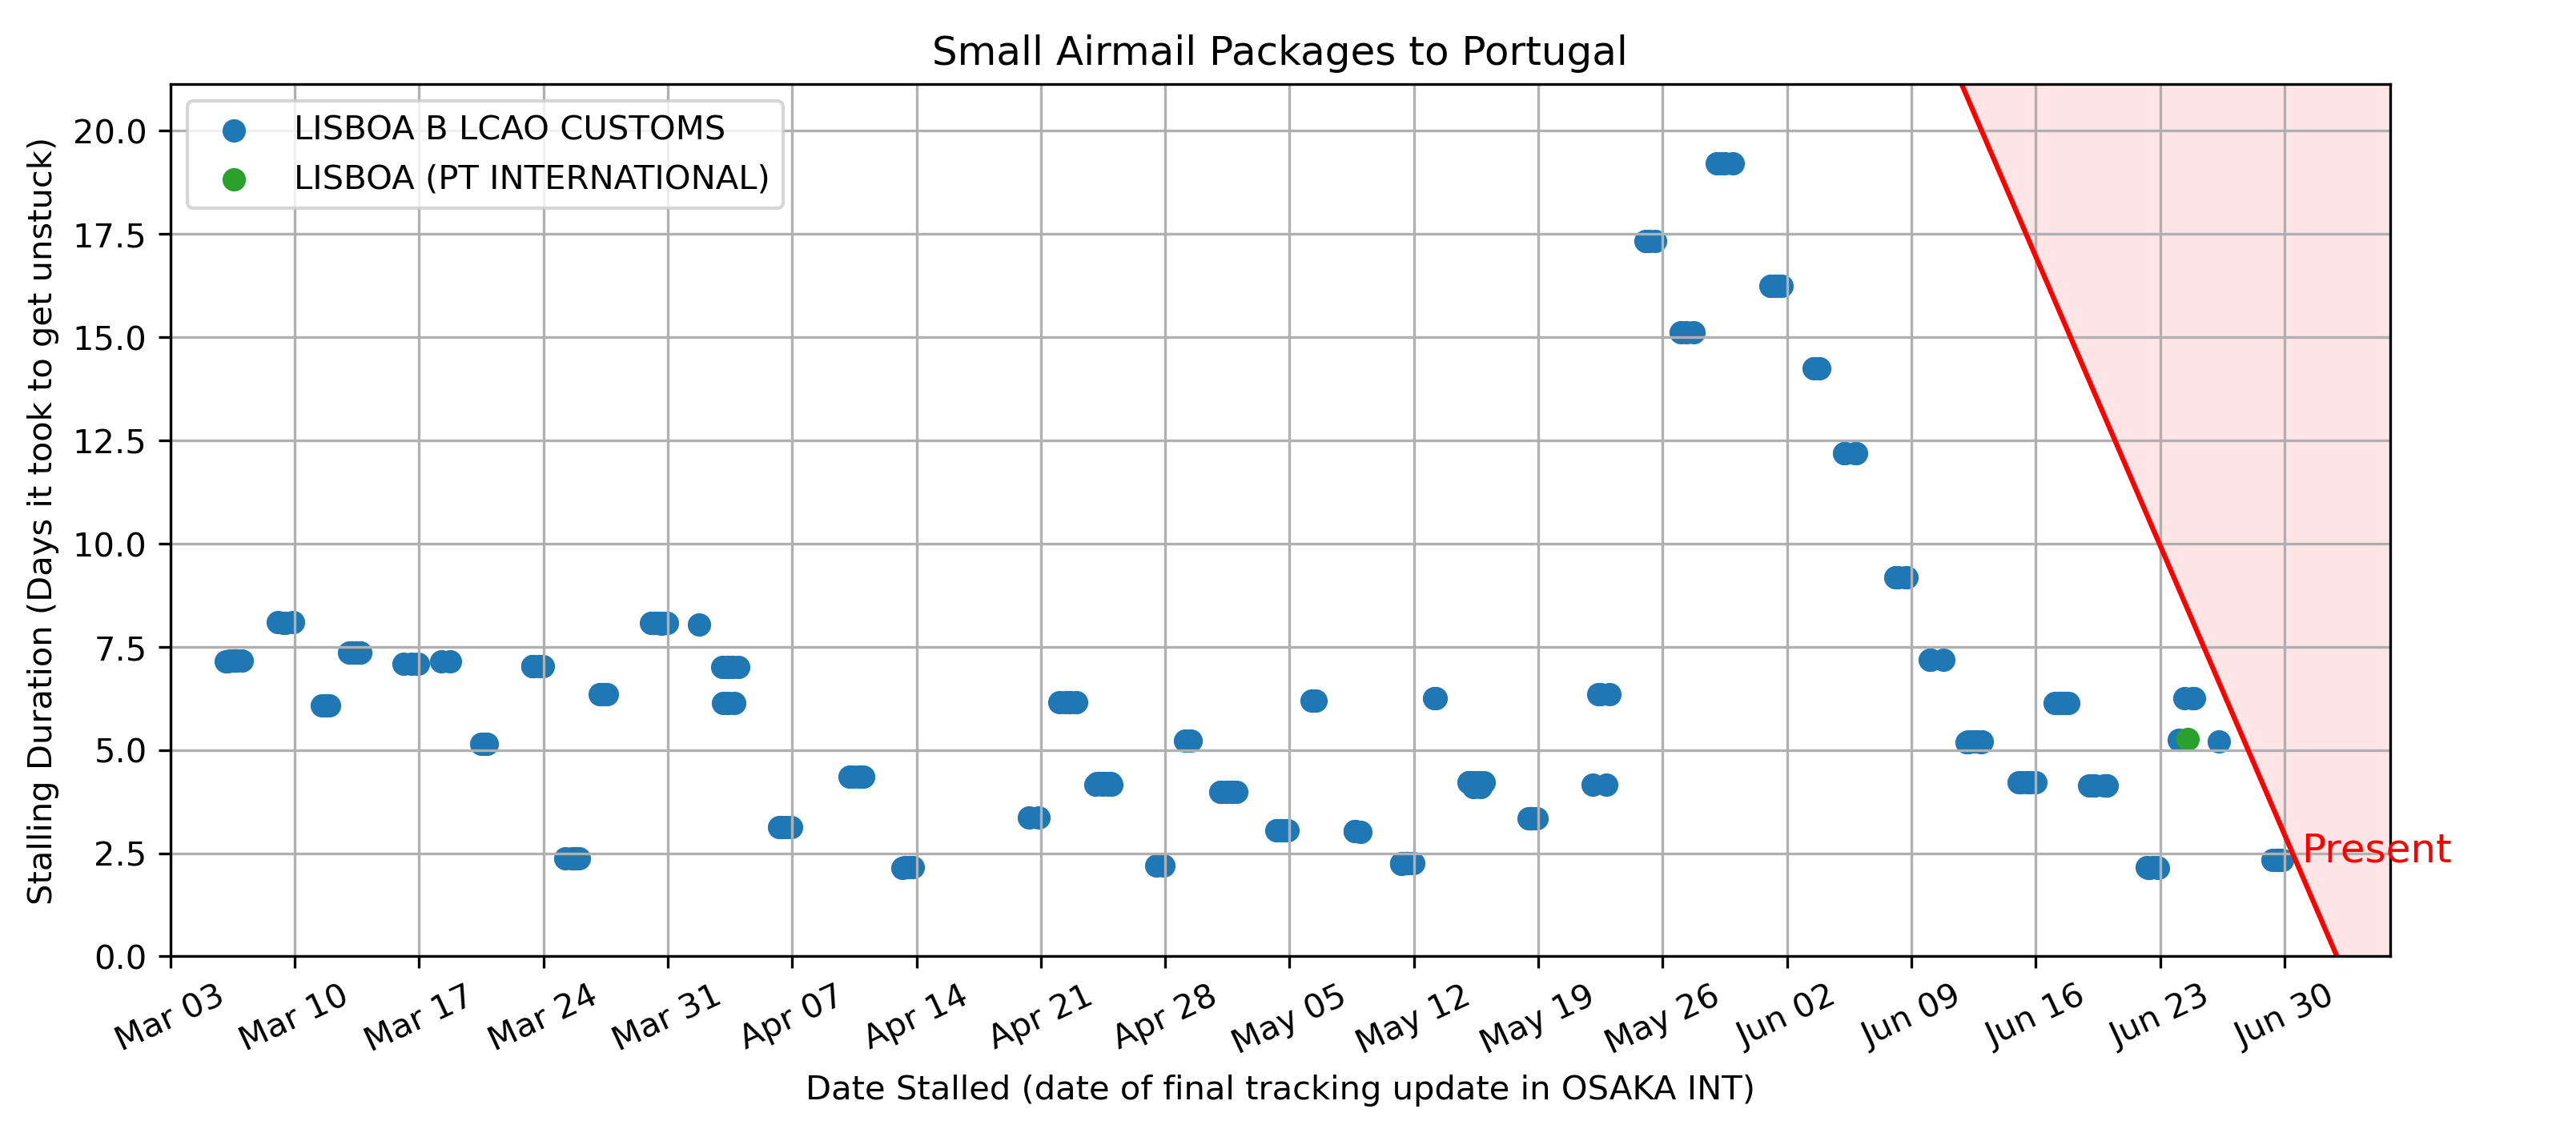 Small Airmail Packages to Portugal
LISBOA B LCAO CUSTOMS
LISBOA (PT INTERNATIONAL)
Stalling Duration (Days it took to get unstuck)
20.0
17.5
15.0
12.5
10.0
7.5
5.0
2.5
0.0
Present
Mar 03 Mar 10 Mar 17 Mar 24 Mar 31 Apr 07 Apr 14 Apr 21 Apr 28 May 05 May 12 May 19 May 26 Jun 02 Jun 09 Jun 16 Jun 23 Jun 30
Date Stalled (date of final tracking update in OSAKA INT)